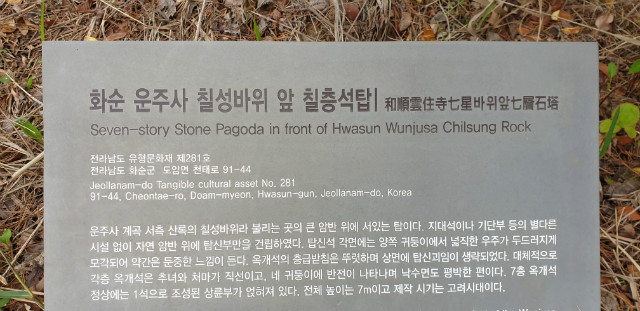 화순 운주사 칠성바위 앞 칠층석탑 | 和順雲住寺七星바위앞七層石塔
Seven-story Stone Pagoda in front of Hwasun Wunjusa Chilsung Rock
전라남도 유형문화재 제281호
전라남도 화순군 도암면 천태로 91-44
Jeollanam-do Tangible cultural asset No. 281
91-44, Cheontae-ro, Doam-myeon, Hwasun-gun, Jeollanam-do, Korea
운주사 계곡 서측 산록의 칠성바위라 불리는 곳의 큰 암반 위에 서있는 탑이다. 지대석이나 기단부 등의 별다른
시설 없이 자연 암반 위에 탑신부만을 건립하였다. 탑신석 각면에는 양쪽 귀퉁이에서 넓직한 우주가 두드러지게
모각되어 약간은 둔중한 느낌이 든다. 옥개석의 층급받침은 뚜렷하며 상면에 탑신괴임이 생략되었다. 대체적으로
각층 옥개석은 추녀와 처마가 직선이고, 네 귀퉁이에 반전이 나타나며 낙수면도 평박한 편이다. 7층 옥개석
정상에는 1석으로 조성된 상륜부가 얹혀져 있다. 전체 높이는 7m이고 제작 시기는 고려시대이다.